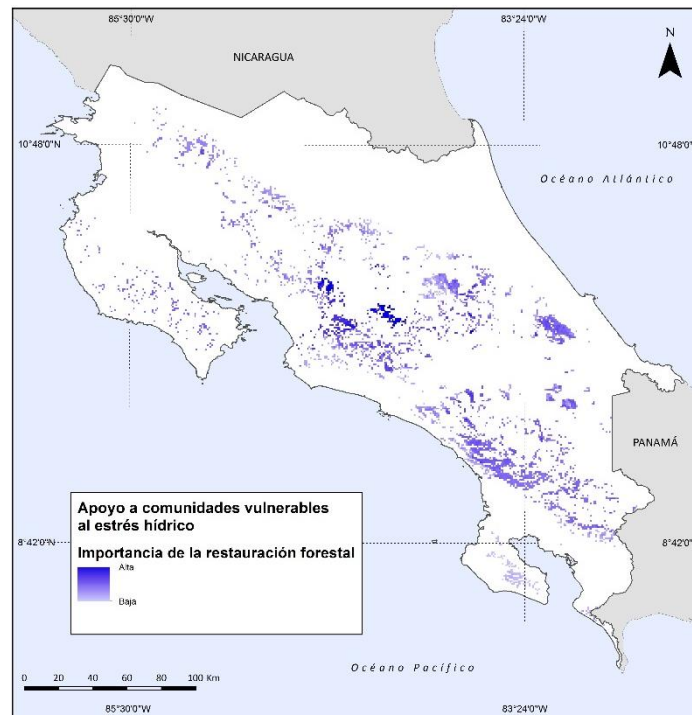 85°30'0"W
83°24'0"W
NICARAGUA
N
10°48'0"N
10°48'0"N
Océano Atlántico
PANAMÁ
Apoyo a comunidades vulnerables
al estrés hídrico
Importancia de la restauración forestal
Alta
Baja
8°42'0"N
8°42'0"N
0 20 40 60 80 100 Km
Océano Pacífico
85°30'0"W
83°24'0"W